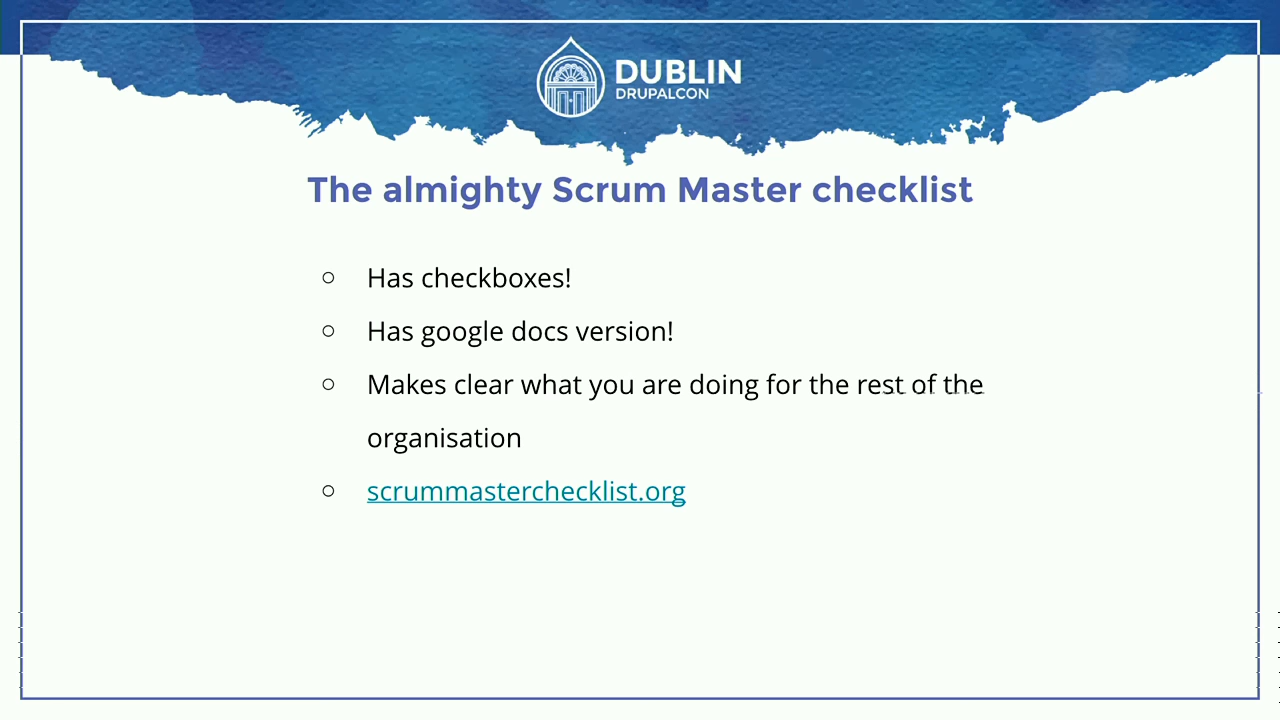 DUBLIN
DRUPALCON
The almighty Scrum Master checklist
Has checkboxes!
Has google docs version!
Makes clear what you are doing for the rest of the
organisation
scrummasterchecklist.org